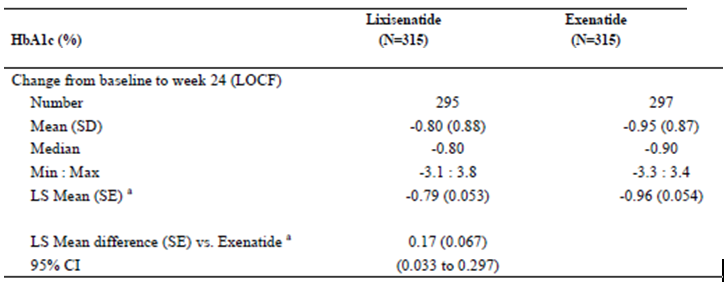 Lixisenatide Exenatide
HbA1c (%) (N=315) (N=315)
Change from baseline to week 24 (LOCF)
Number 295 297
Mean (SD) -0.80 (0.88) -0.95 (0.87)
Median -0.80 -0.90
Min : Max -3.1 : 3.8 -3.3 : 3.4
LS Mean (SE) a -0.79 (0.053) -0.96 (0.054)
LS Mean difference (SE) vs. Exenatide a 0.17 (0.067)
95% CI (0.033 to 0.297)